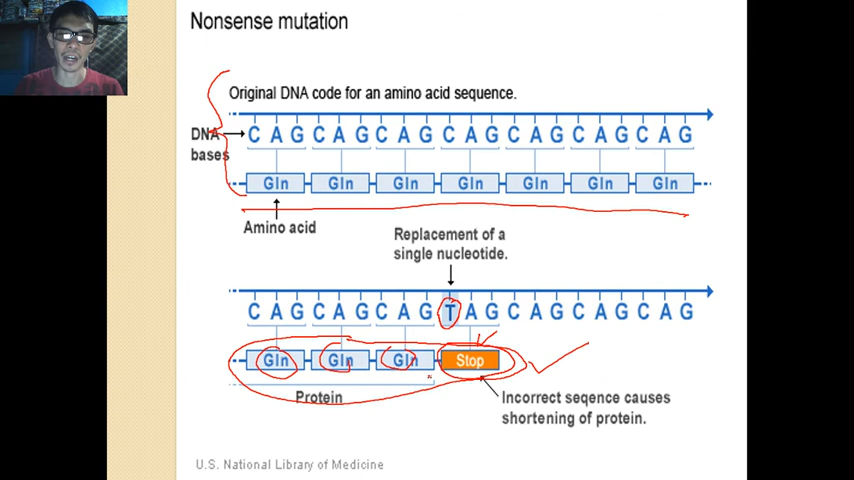 Nonsense mutation
Original DNA code for an amino acid sequence.
DNA
bases
C A G C A G C A G C A G C A G C A G C A G
Gln Gln Gln Gln Gln Gln Gln
Amino acid
Replacement of a
single nucleotide.
C A G C A G C A G T A G C A G C A G C A G
Gln Gln Gln Stop
Protein
Incorrect seqence causes
shortening of protein.
U.S. National Library of Medicine